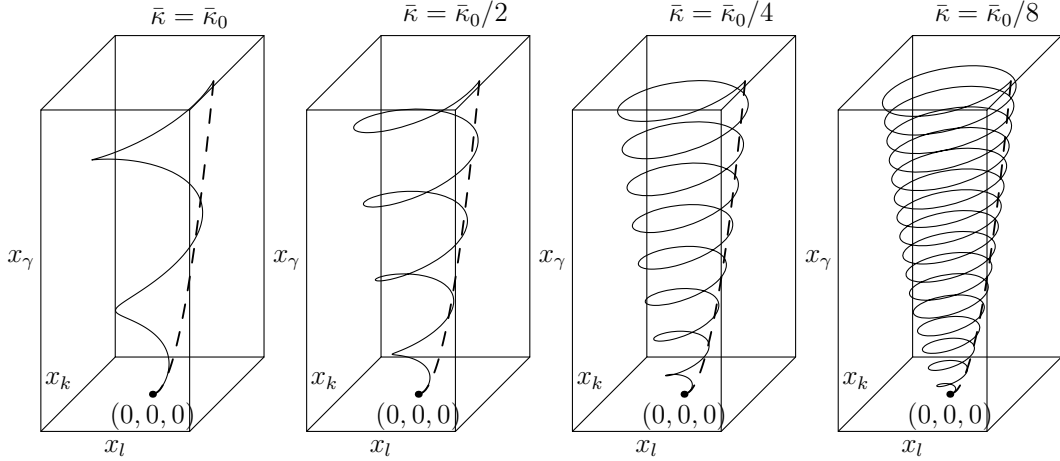 κ̄ = κ̄₀
κ̄ = κ̄₀/2
κ̄ = κ̄₀/4
κ̄ = κ̄₀/8
x_γ
x_γ
x_γ
x_γ
x_k
x_k
x_k
x_k
(0, 0, 0)
(0, 0, 0)
(0, 0, 0)
(0, 0, 0)
x_l
x_l
x_l
x_l